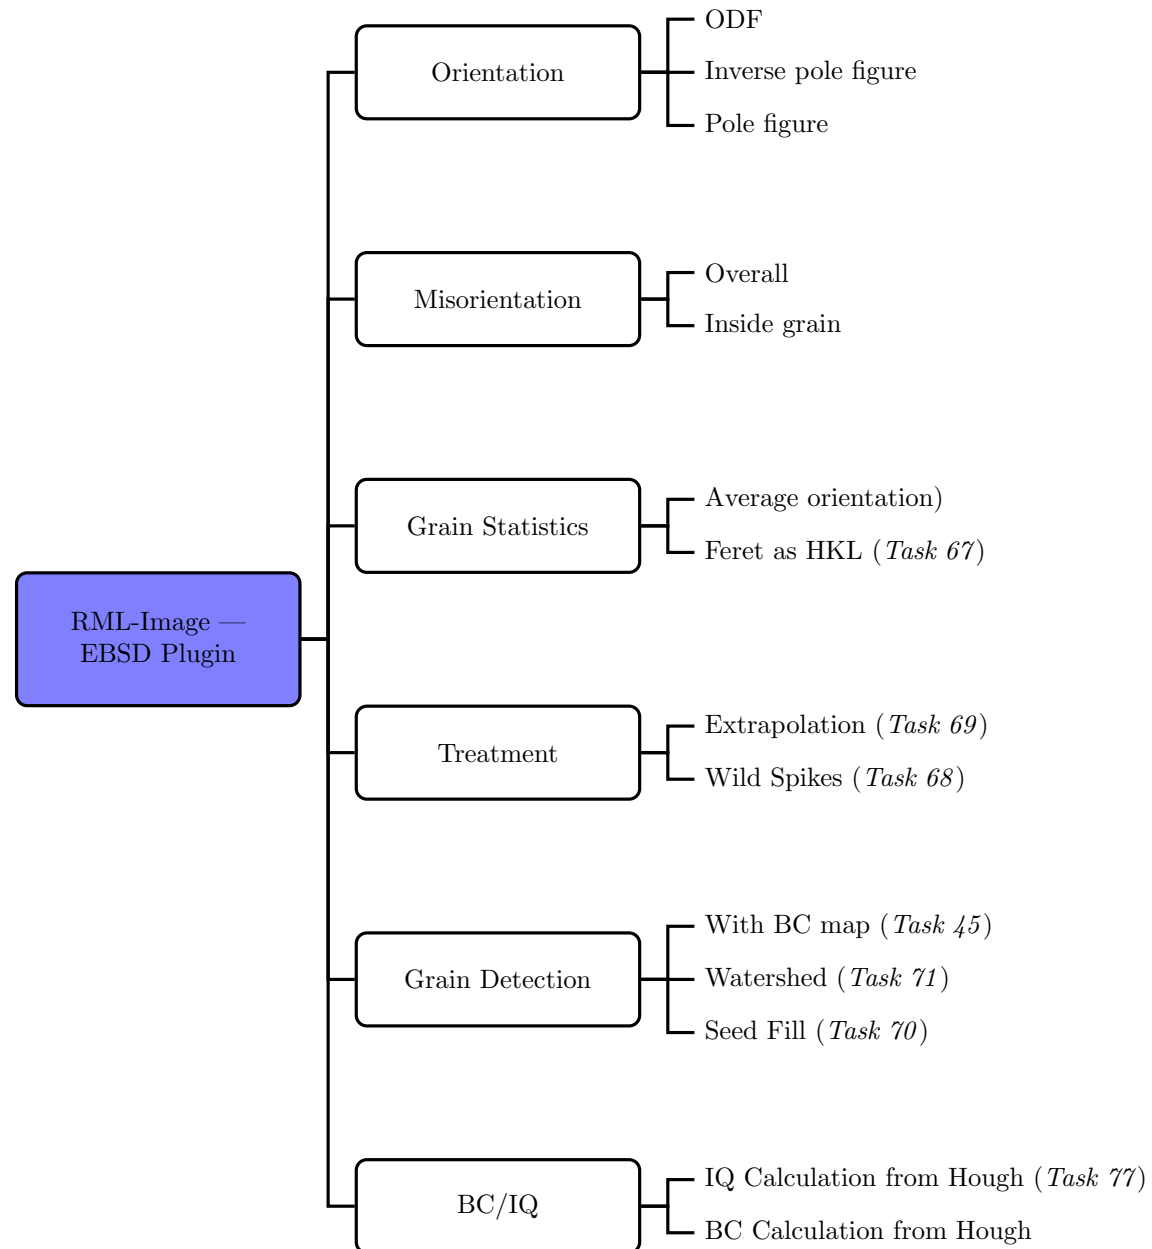 RML-Image —
EBSD Plugin
Orientation
ODF
Inverse pole figure
Pole figure
Misorientation
Overall
Inside grain
Grain Statistics
Average orientation)
Feret as HKL (Task 67)
Treatment
Extrapolation (Task 69)
Wild Spikes (Task 68)
Grain Detection
With BC map (Task 45)
Watershed (Task 71)
Seed Fill (Task 70)
BC/IQ
IQ Calculation from Hough (Task 77)
BC Calculation from Hough